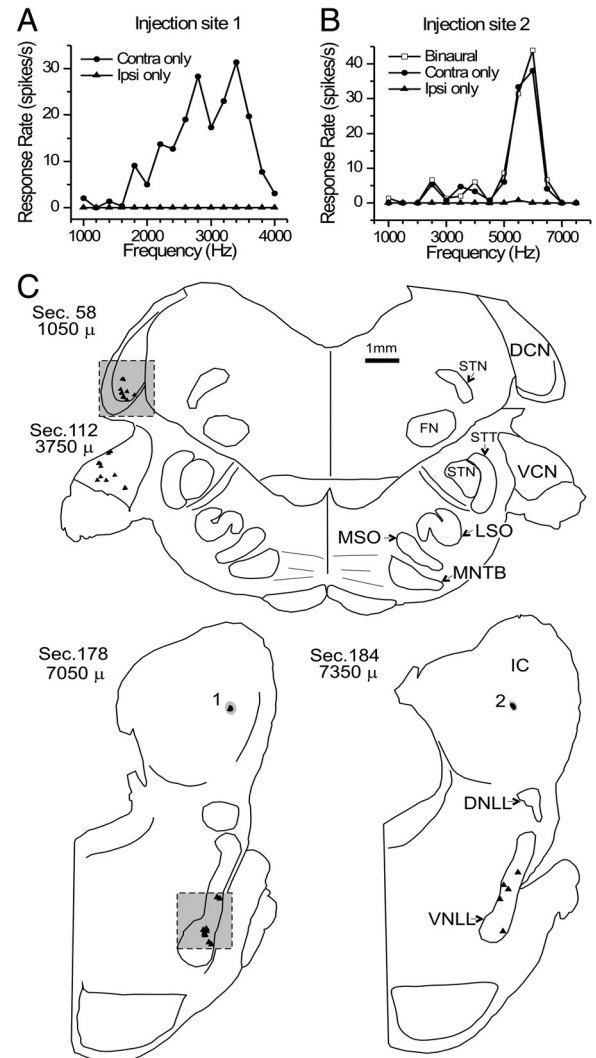 A
Injection site 1
Contra only
Ipsi only
Response Rate (spikes/s)
30
20
10
0
1000 2000 3000 4000
Frequency (Hz)
B
Injection site 2
Binaural
Contra only
Ipsi only
Response Rate (spikes/s)
40
30
20
10
0
1000 3000 5000 7000
Frequency (Hz)
C
Sec. 58
1050 μ
1mm
STN
DCN
FN
Sec.112
3750 μ
STT
STN
VCN
MSO
LSO
MNTB
Sec.178
7050 μ
1
Sec.184
7350 μ
IC
2
DNLL
VNLL